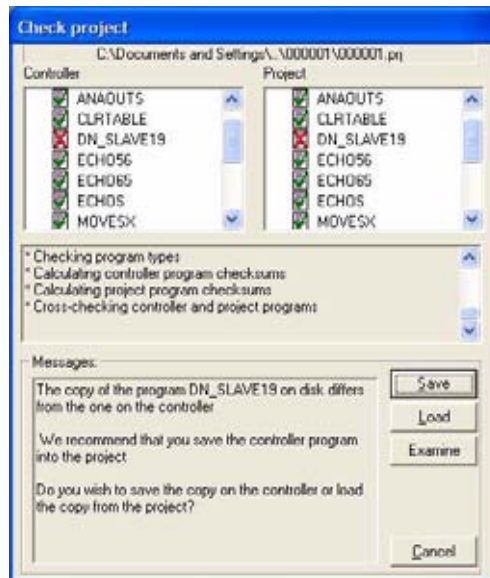 Check project
C:\Documents and Settings\..\000001\000001.prj
Controller
Project
ANAOUTS
CLRTABLE
DN_SLAVE19
ECHO56
ECHO65
ECHOS
MOVESX
ANAOUTS
CLRTABLE
DN_SLAVE19
ECHO56
ECHO65
ECHOS
MOVESX
* Checking program types
* Calculating controller program checksums
* Calculating project program checksums
* Cross-checking controller and project programs
Messages:
The copy of the program DN_SLAVE19 on disk differs
from the one on the controller
We recommend that you save the controller program
into the project
Do you wish to save the copy on the controller or load
the copy from the project?
Save
Load
Examine
Cancel